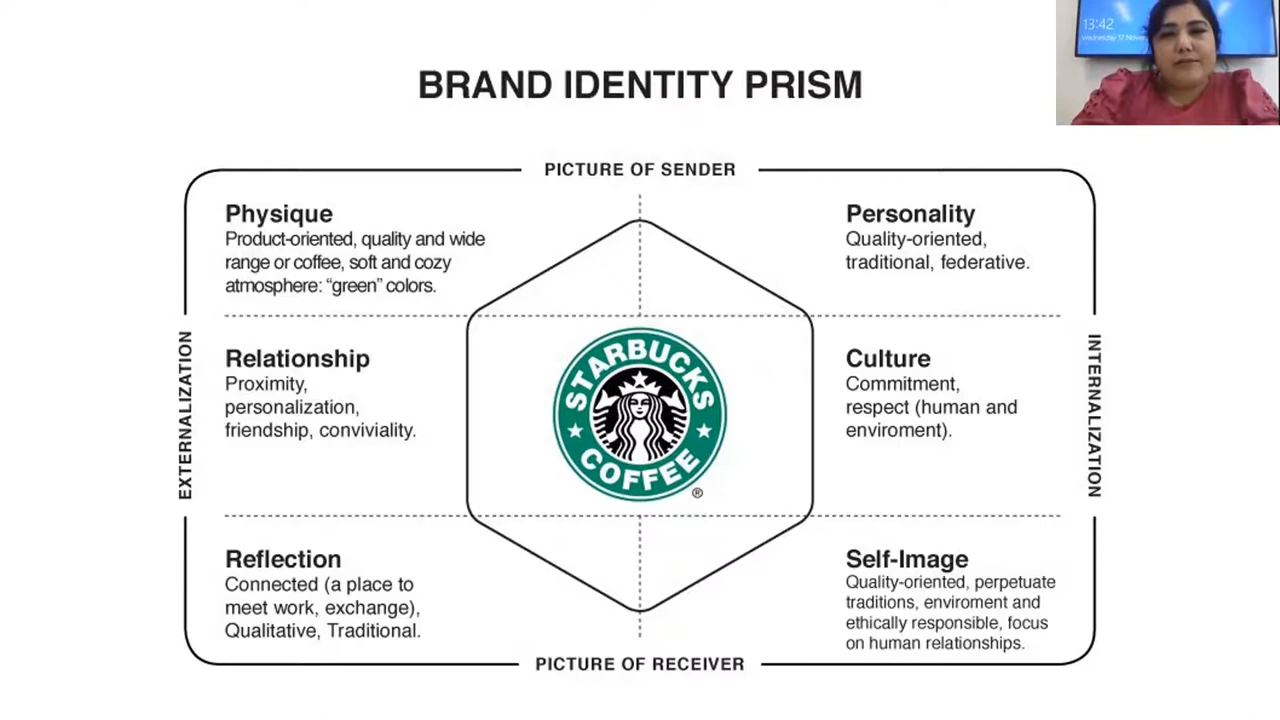 13:42
Wednesday 17 Nove
BRAND IDENTITY PRISM
PICTURE OF SENDER
Physique
Product-oriented, quality and wide
range or coffee, soft and cozy
atmosphere: “green” colors.
Personality
Quality-oriented,
traditional, federative.
EXTERNALIZATION
Relationship
Proximity,
personalization,
friendship, conviviality.
STARBUCKS
COFFEE
®
Culture
Commitment,
respect (human and
enviroment).
INTERNALIZATION
Reflection
Connected (a place to
meet work, exchange),
Qualitative, Traditional.
Self-Image
Quality-oriented, perpetuate
traditions, enviroment and
ethically responsible, focus
on human relationships.
PICTURE OF RECEIVER